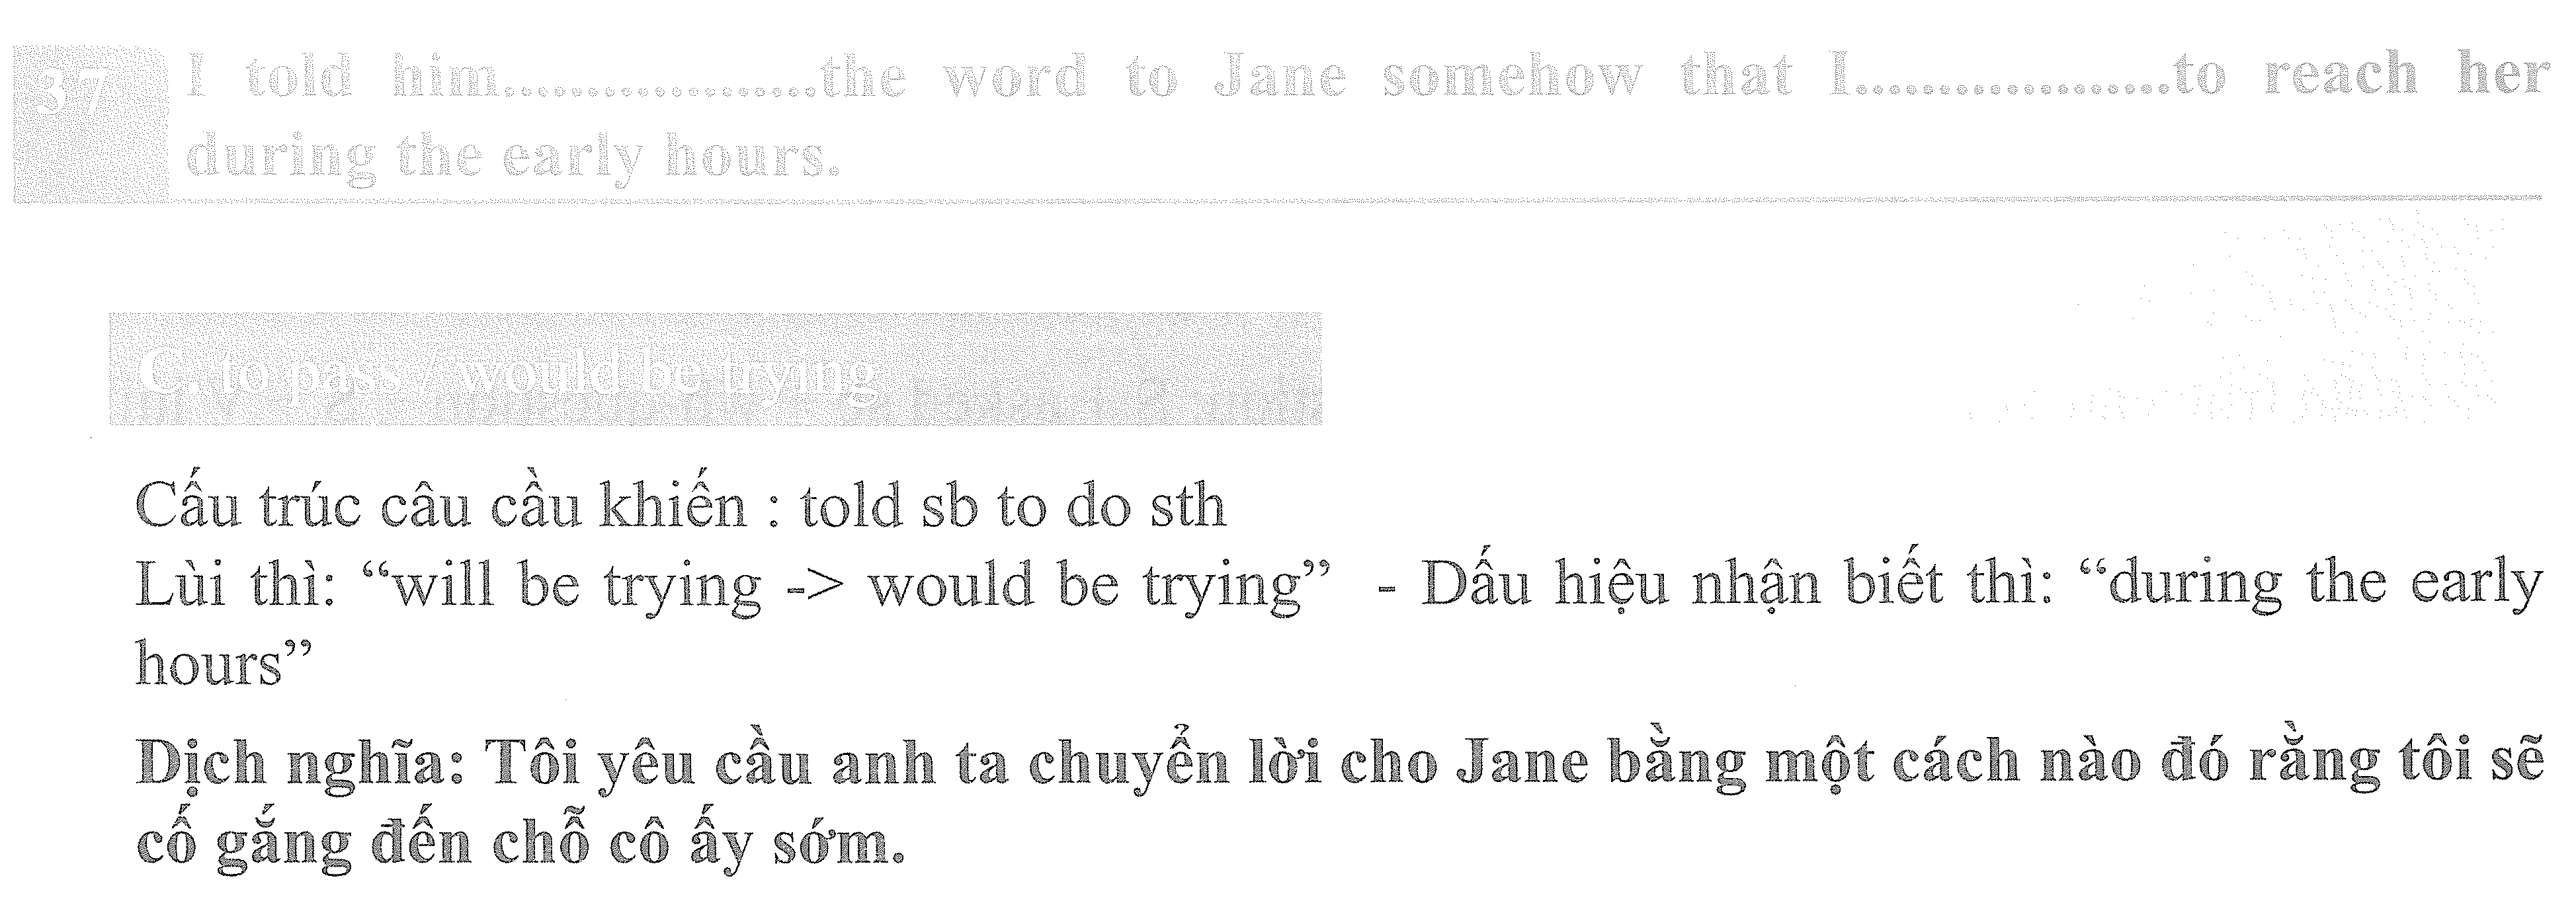 37 I told him....................the word to Jane somehow that I....................to reach her
during the early hours.
C. to pass / would be trying
Cấu trúc câu cầu khiến : told sb to do sth
Lùi thì: “will be trying -> would be trying” - Dấu hiệu nhận biết thì: “during the early
hours”
Dịch nghĩa: Tôi yêu cầu anh ta chuyển lời cho Jane bằng một cách nào đó rằng tôi sẽ
cố gắng đến chỗ cô ấy sớm.